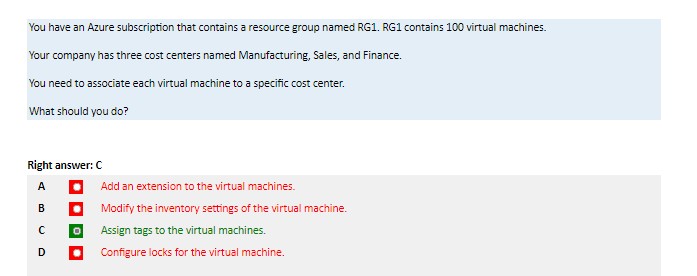 You have an Azure subscription that contains a resource group named RG1. RG1 contains 100 virtual machines.
Your company has three cost centers named Manufacturing, Sales, and Finance.
You need to associate each virtual machine to a specific cost center.
What should you do?
Right answer: C
A Add an extension to the virtual machines.
B Modify the inventory settings of the virtual machine.
C Assign tags to the virtual machines.
D Configure locks for the virtual machine.